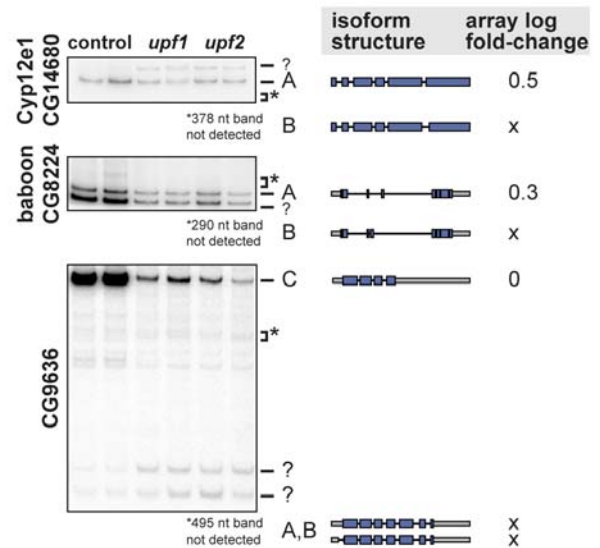 isoform structure
array log fold-change
control upf1 upf2
Cyp12e1
CG14680
?
A
*
*378 nt band
not detected
0.5
B
x
baboon
CG8224
*
A
?
*290 nt band
not detected
0.3
B
x
CG9636
C
0
*
?
?
*495 nt band
not detected
A,B
x
x